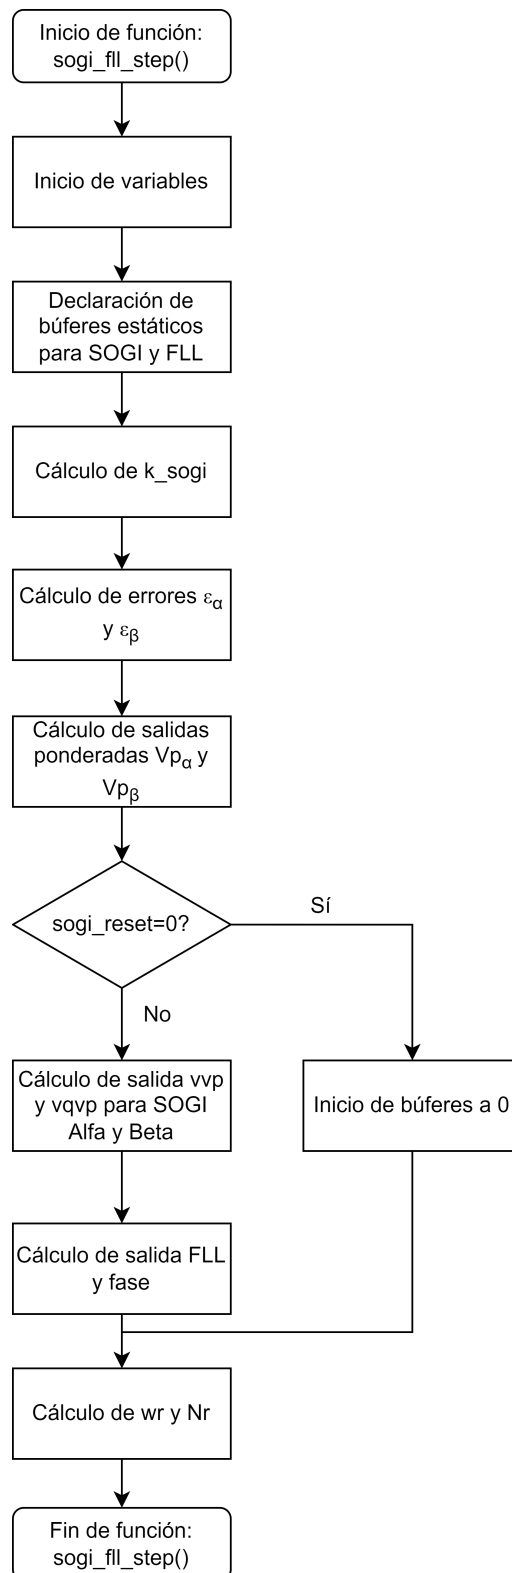 Inicio de función:
sogi_fll_step()
Inicio de variables
Declaración de
búferes estáticos
para SOGI y FLL
Cálculo de k_sogi
Cálculo de errores εα
y εβ
Cálculo de salidas
ponderadas Vpα y
Vpβ
sogi_reset=0?
Sí
No
Cálculo de salida vvp
y vqvp para SOGI
Alfa y Beta
Inicio de búferes a 0
Cálculo de salida FLL
y fase
Cálculo de wr y Nr
Fin de función:
sogi_fll_step()